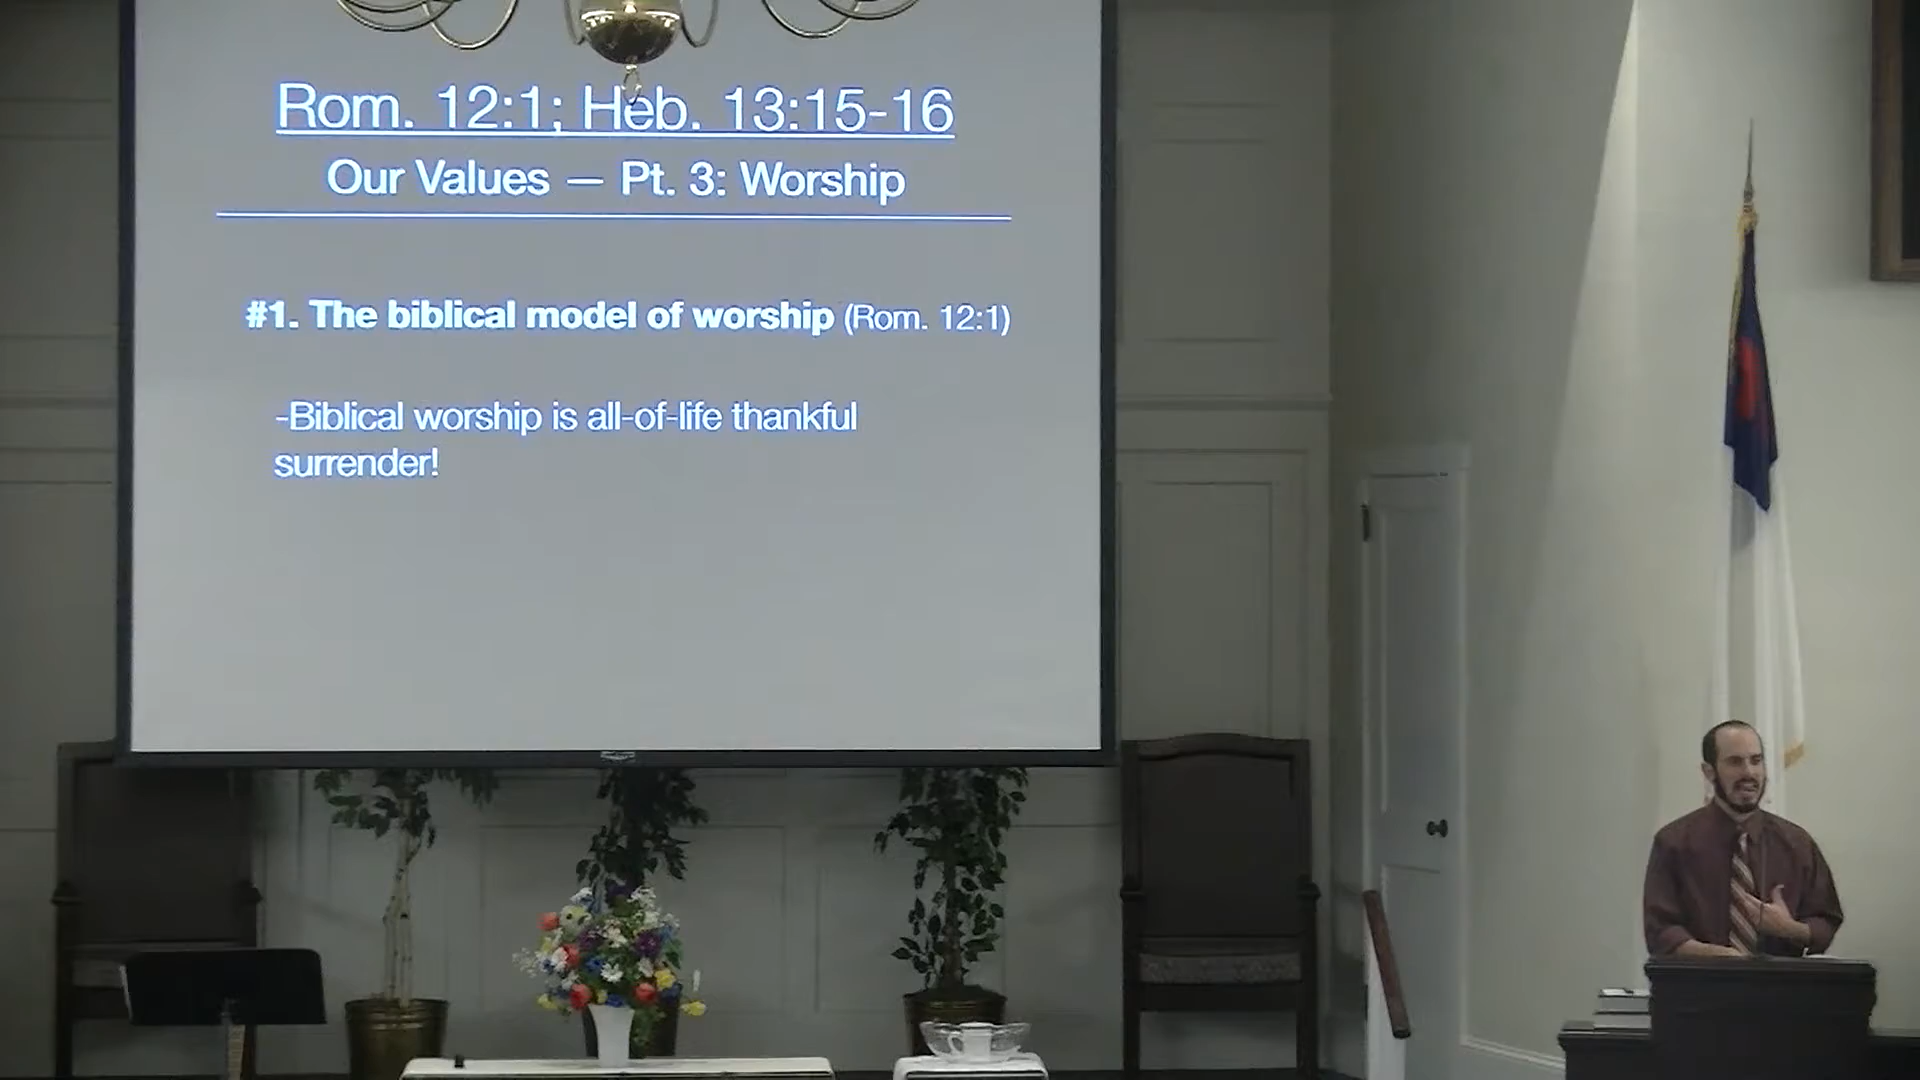 Rom. 12:1; Heb. 13:15-16
Our Values — Pt. 3: Worship
#1. The biblical model of worship (Rom. 12:1)
-Biblical worship is all-of-life thankful
surrender!